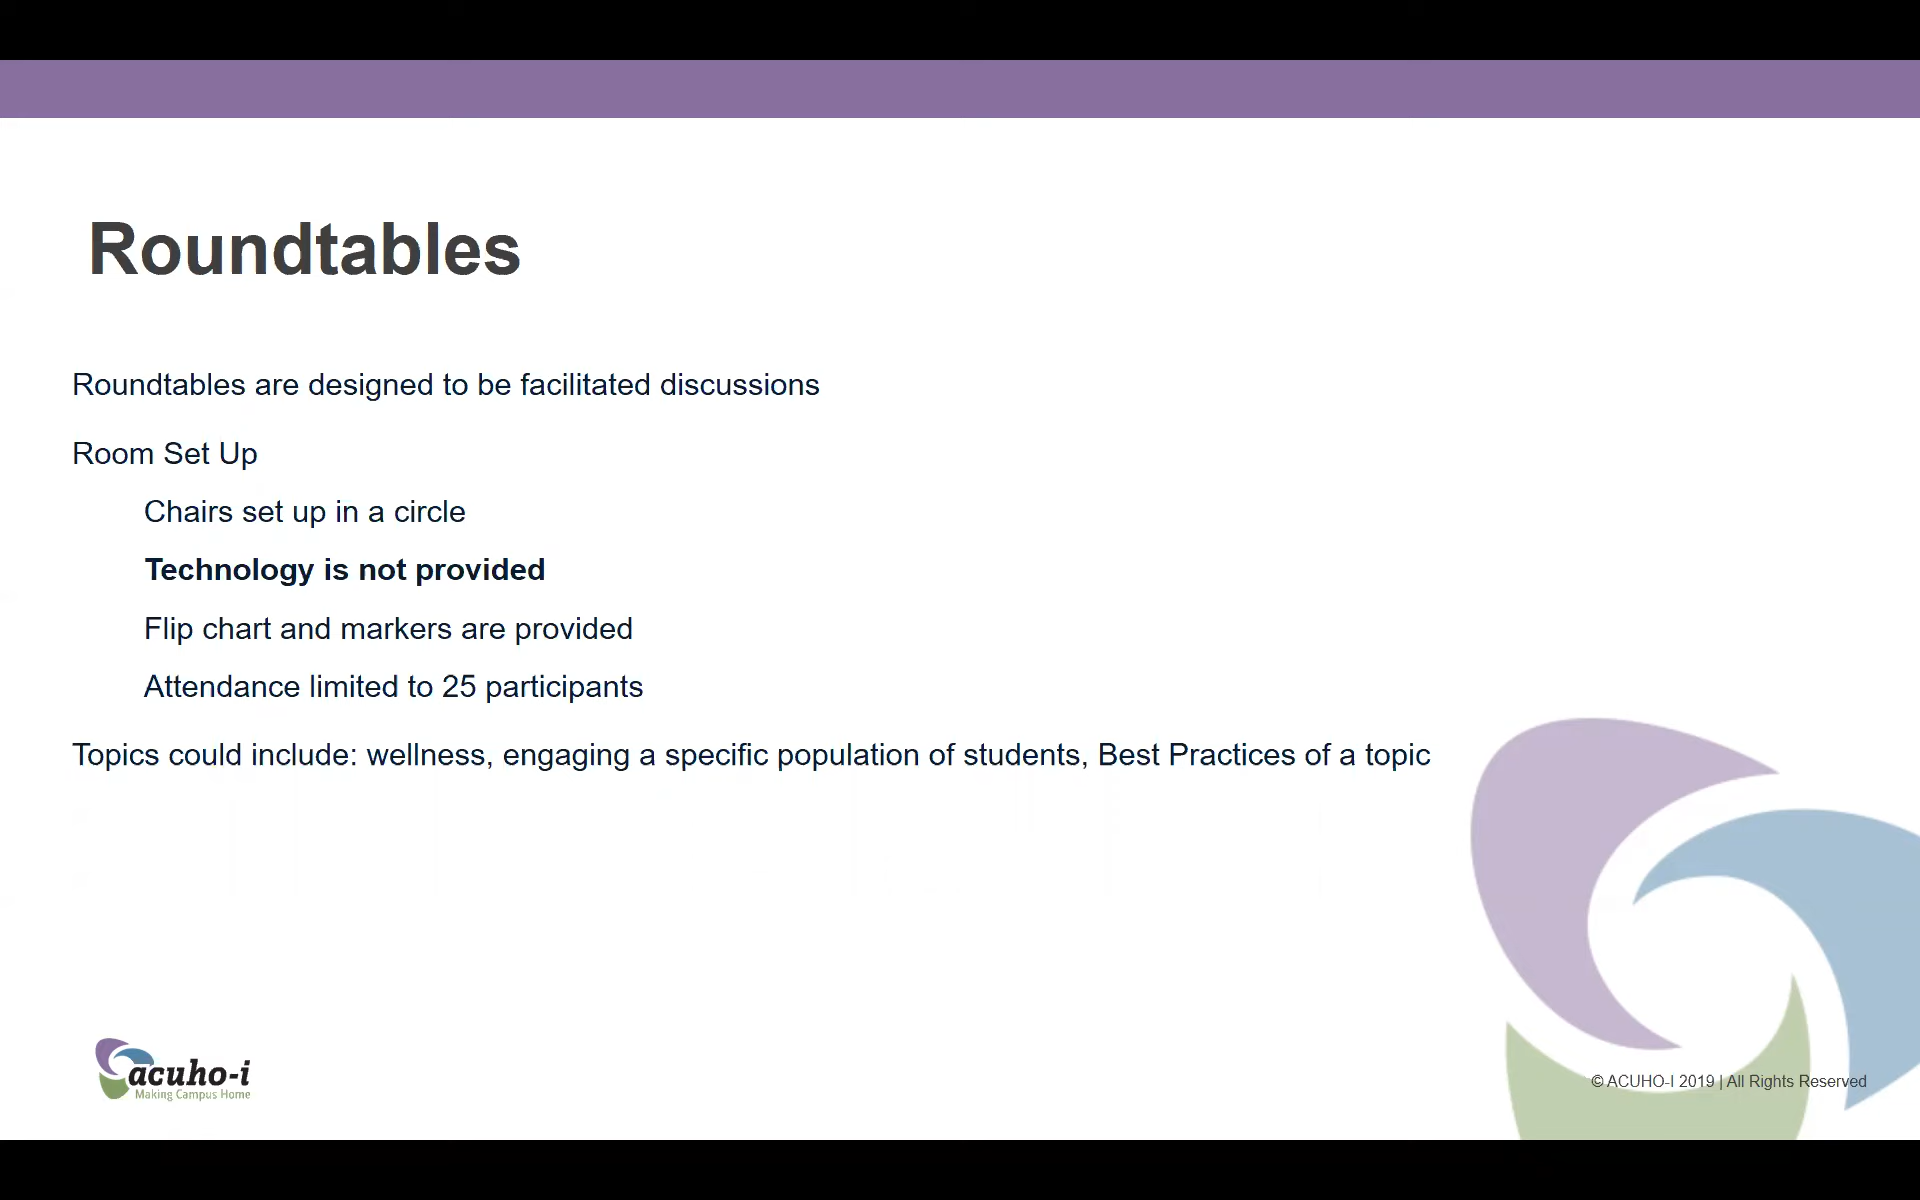 Roundtables
Roundtables are designed to be facilitated discussions
Room Set Up
Chairs set up in a circle
Technology is not provided
Flip chart and markers are provided
Attendance limited to 25 participants
Topics could include: wellness, engaging a specific population of students, Best Practices of a topic
acuho-i
Making Campus Home
© ACUHO-I 2019 | All Rights Reserved